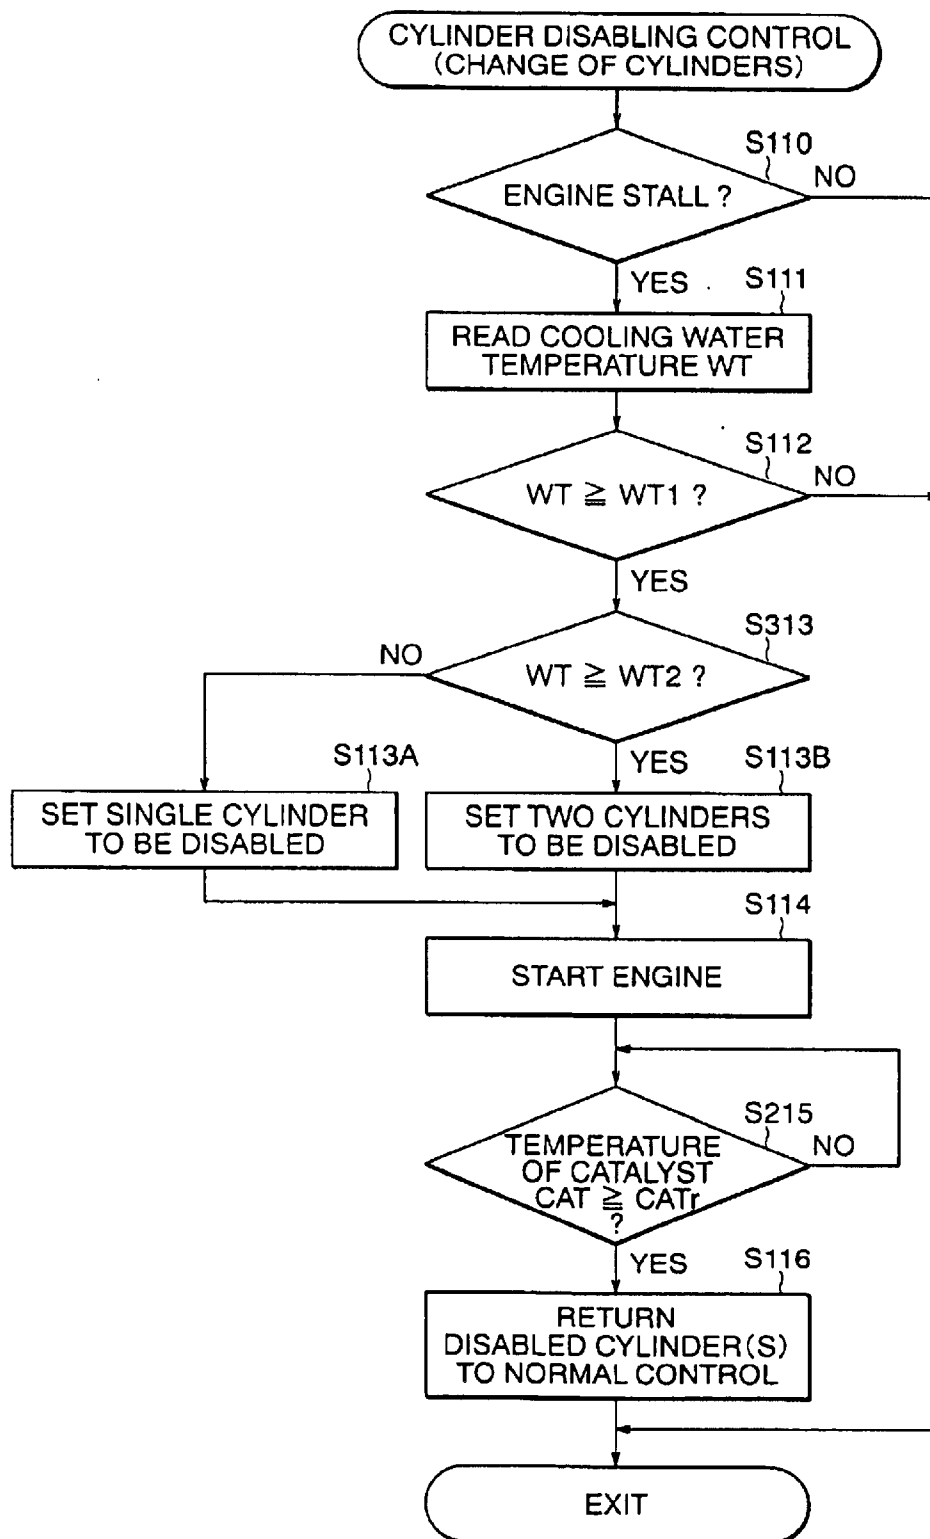 CYLINDER DISABLING CONTROL
(CHANGE OF CYLINDERS)
S110
ENGINE STALL ?
NO
YES
S111
READ COOLING WATER
TEMPERATURE WT
S112
WT ≧ WT1 ?
NO
YES
S313
WT ≧ WT2 ?
NO
YES
S113A
SET SINGLE CYLINDER
TO BE DISABLED
S113B
SET TWO CYLINDERS
TO BE DISABLED
S114
START ENGINE
S215
TEMPERATURE
OF CATALYST
CAT ≧ CATr
?
NO
YES
S116
RETURN
DISABLED CYLINDER(S)
TO NORMAL CONTROL
EXIT